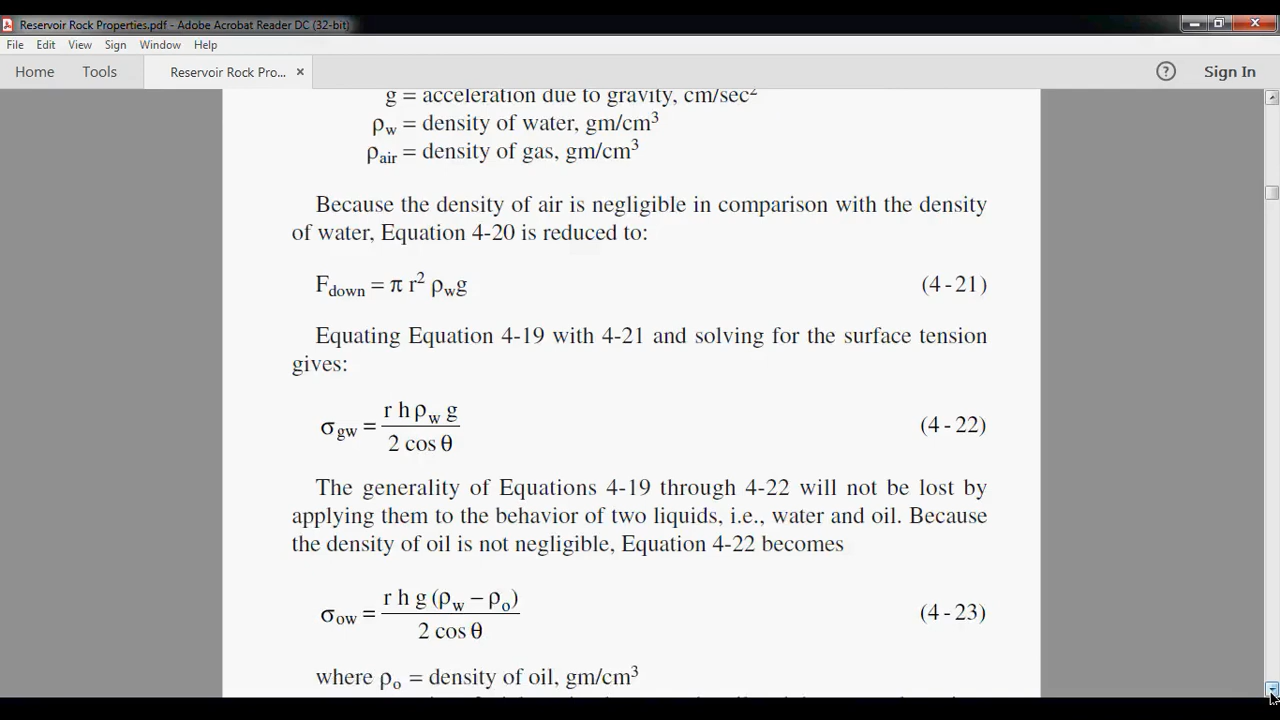 Reservoir Rock Properties.pdf - Adobe Acrobat Reader DC (32-bit)
File Edit View Sign Window Help
Home Tools Reservoir Rock Pro... × ? Sign In
g = acceleration due to gravity, cm/sec²
ρw = density of water, gm/cm³
ρair = density of gas, gm/cm³
Because the density of air is negligible in comparison with the density
of water, Equation 4-20 is reduced to:
Fdown = π r² ρwg (4-21)
Equating Equation 4-19 with 4-21 and solving for the surface tension
gives:
σgw = r h ρw g / 2 cos θ (4-22)
The generality of Equations 4-19 through 4-22 will not be lost by
applying them to the behavior of two liquids, i.e., water and oil. Because
the density of oil is not negligible, Equation 4-22 becomes
σow = r h g (ρw − ρo) / 2 cos θ (4-23)
where ρo = density of oil, gm/cm³